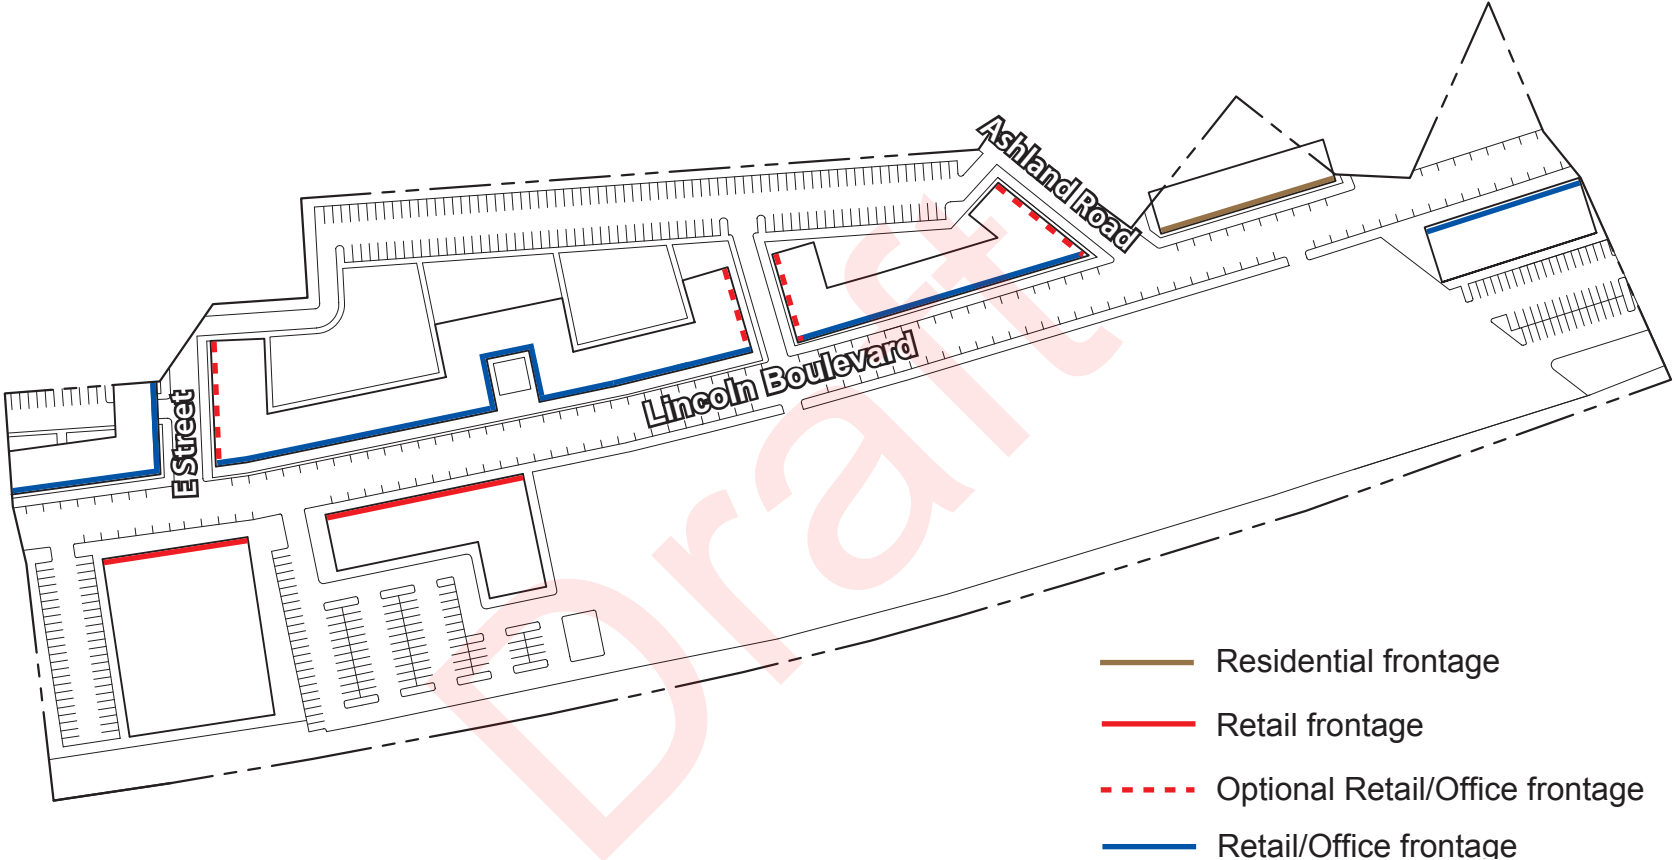 Ashland Road
Lincoln Boulevard
E Street
Draft
Residential frontage
Retail frontage
Optional Retail/Office frontage
Retail/Office frontage